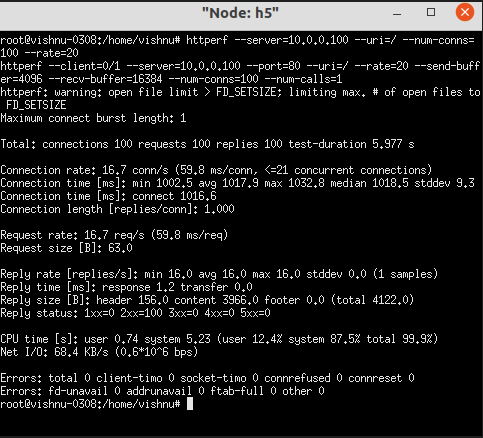 "Node: h5"
root@vishnu-0308:/home/vishnu# httperf --server=10.0.0.100 --uri=/ --num-conns=
100 --rate=20
httperf --client=0/1 --server=10.0.0.100 --port=80 --uri=/ --rate=20 --send-buff
er=4096 --recv-buffer=16384 --num-conns=100 --num-calls=1
httperf: warning: open file limit > FD_SETSIZE; limiting max. # of open files to
 FD_SETSIZE
Maximum connect burst length: 1

Total: connections 100 requests 100 replies 100 test-duration 5.977 s

Connection rate: 16.7 conn/s (59.8 ms/conn, <=21 concurrent connections)
Connection time [ms]: min 1002.5 avg 1017.9 max 1032.8 median 1018.5 stddev 9.3
Connection time [ms]: connect 1016.6
Connection length [replies/conn]: 1.000

Request rate: 16.7 req/s (59.8 ms/req)
Request size [B]: 63.0

Reply rate [replies/s]: min 16.0 avg 16.0 max 16.0 stddev 0.0 (1 samples)
Reply time [ms]: response 1.2 transfer 0.0
Reply size [B]: header 156.0 content 3966.0 footer 0.0 (total 4122.0)
Reply status: 1xx=0 2xx=100 3xx=0 4xx=0 5xx=0

CPU time [s]: user 0.74 system 5.23 (user 12.4% system 87.5% total 99.9%)
Net I/O: 68.4 KB/s (0.6*10^6 bps)

Errors: total 0 client-timo 0 socket-timo 0 connrefused 0 connreset 0
Errors: fd-unavail 0 addrunavail 0 ftab-full 0 other 0
root@vishnu-0308:/home/vishnu#